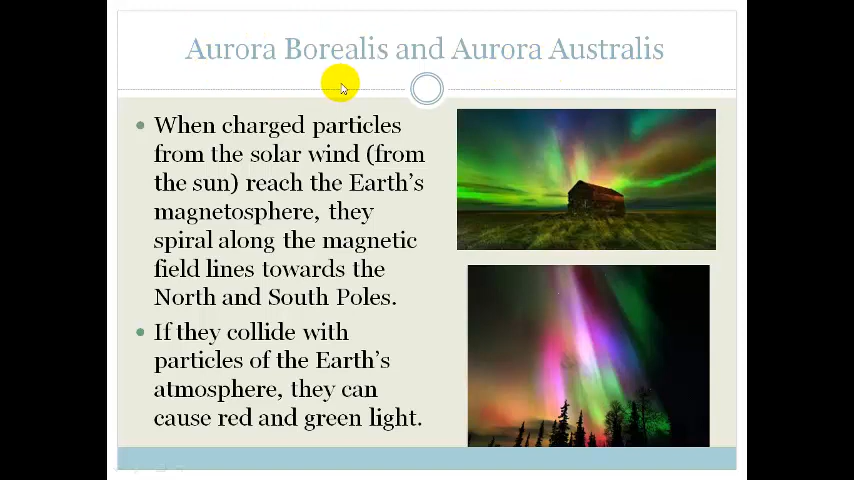 Aurora Borealis and Aurora Australis
• When charged particles
from the solar wind (from
the sun) reach the Earth's
magnetosphere, they
spiral along the magnetic
field lines towards the
North and South Poles.
• If they collide with
particles of the Earth's
atmosphere, they can
cause red and green light.